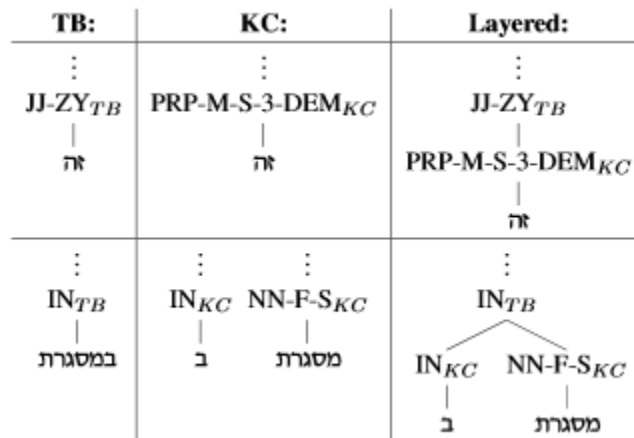 TB: KC: Layered:
⋮ ⋮ ⋮
JJ-ZY_TB PRP-M-S-3-DEM_KC JJ-ZY_TB
זה זה PRP-M-S-3-DEM_KC
זה
⋮ ⋮ ⋮ ⋮
IN_TB IN_KC NN-F-S_KC IN_TB
במסגרת ב מסגרת IN_KC NN-F-S_KC
ב מסגרת